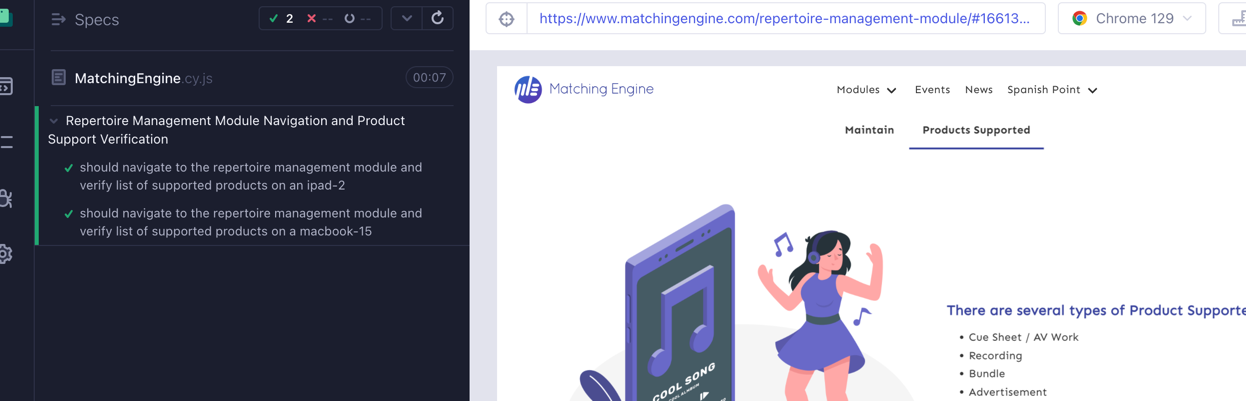 Specs
2
--
--
https://www.matchingengine.com/repertoire-management-module/#16613...
Chrome 129
MatchingEngine.cy.js
00:07
Repertoire Management Module Navigation and Product
Support Verification
should navigate to the repertoire management module and
verify list of supported products on an ipad-2
should navigate to the repertoire management module and
verify list of supported products on a macbook-15
ME Matching Engine
Modules
Events
News
Spanish Point
Maintain
Products Supported
COOL SONG
COOL ALBUM
There are several types of Product Supporte
• Cue Sheet / AV Work
• Recording
• Bundle
• Advertisement